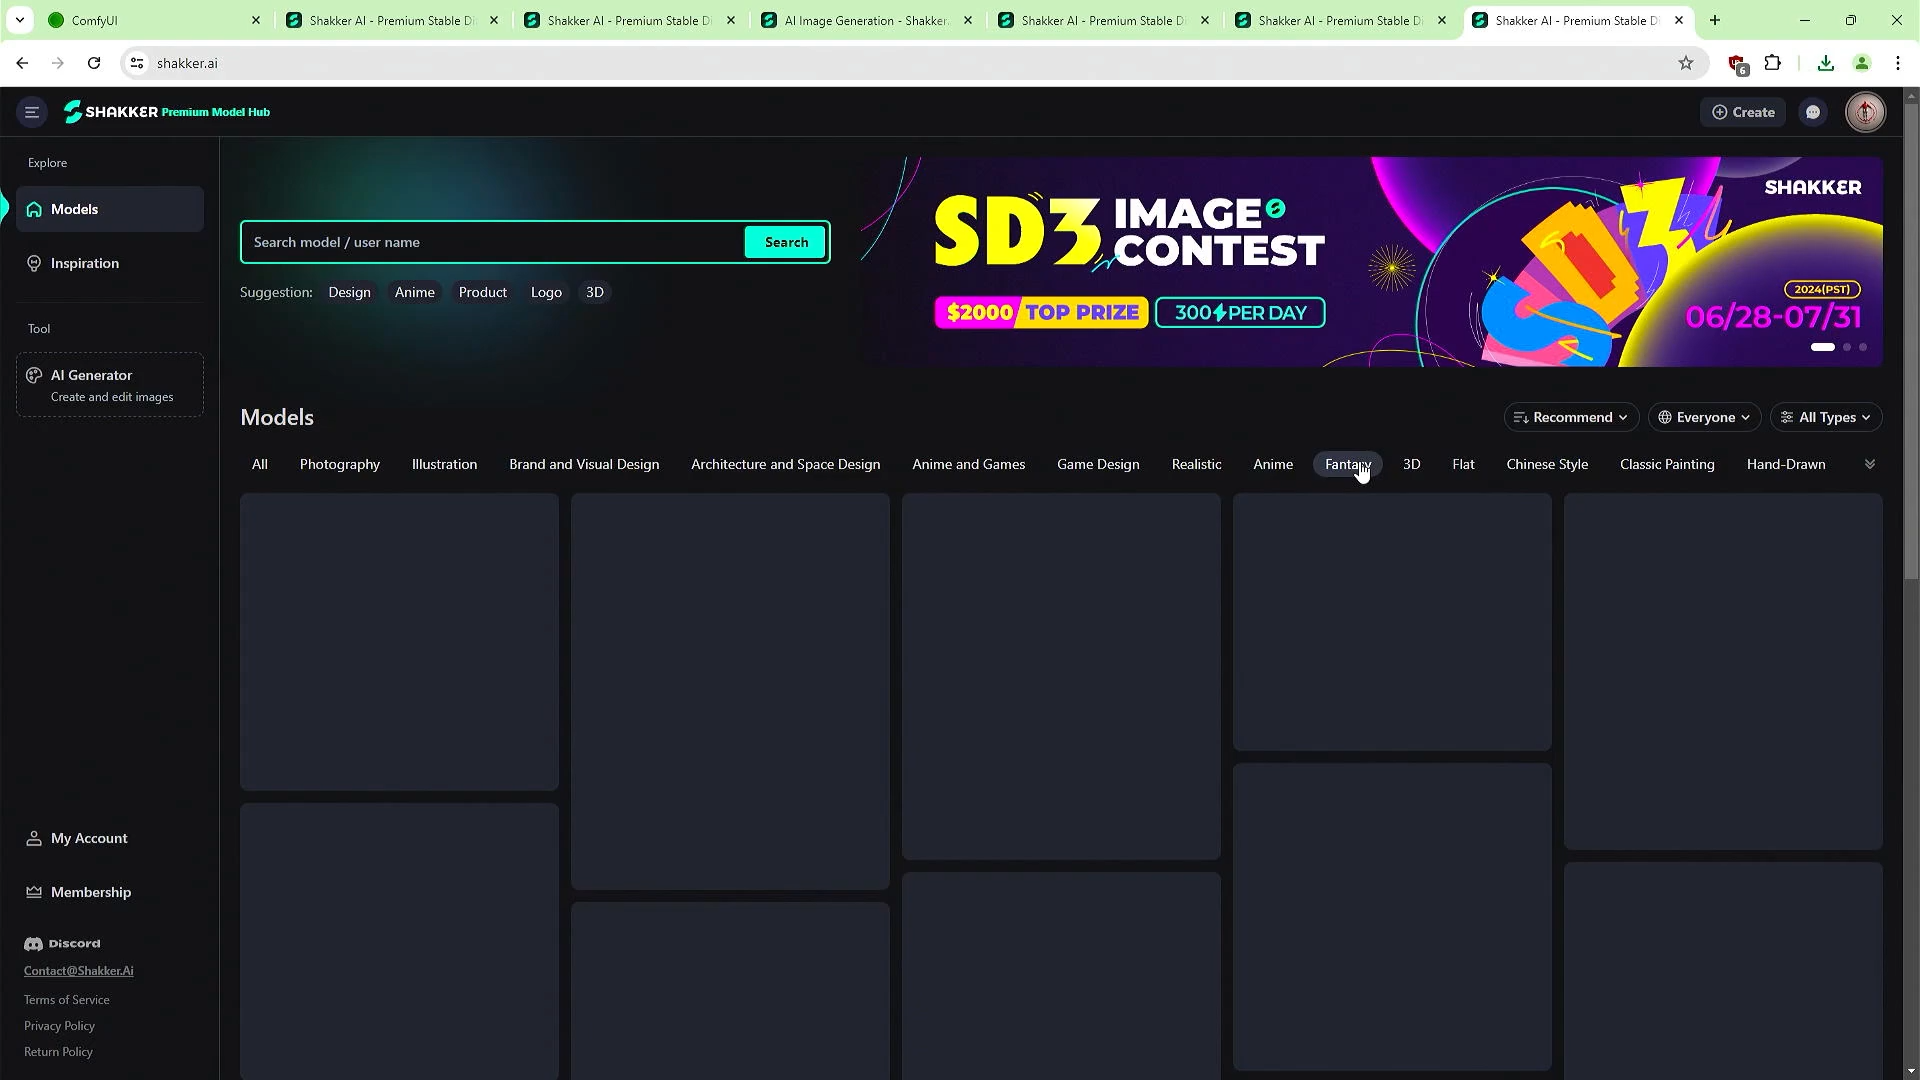 ComfyUI
Shakker AI - Premium Stable Di
Shakker AI - Premium Stable Di
AI Image Generation - Shakker
Shakker AI - Premium Stable Di
Shakker AI - Premium Stable Di
Shakker AI - Premium Stable Di
shakker.ai
6
SHAKKER Premium Model Hub
Create
Explore
Models
Inspiration
Tool
AI Generator
Create and edit images
My Account
Membership
Discord
Contact@Shakker.Ai
Terms of Service
Privacy Policy
Return Policy
Search model / user name
Search
Suggestion: Design Anime Product Logo 3D
SD3 IMAGE CONTEST
$2000 TOP PRIZE 300 PER DAY
SHAKKER
2024(PST)
06/28-07/31
Models
Recommend Everyone All Types
All Photography Illustration Brand and Visual Design Architecture and Space Design Anime and Games Game Design Realistic Anime Fantasy 3D Flat Chinese Style Classic Painting Hand-Drawn